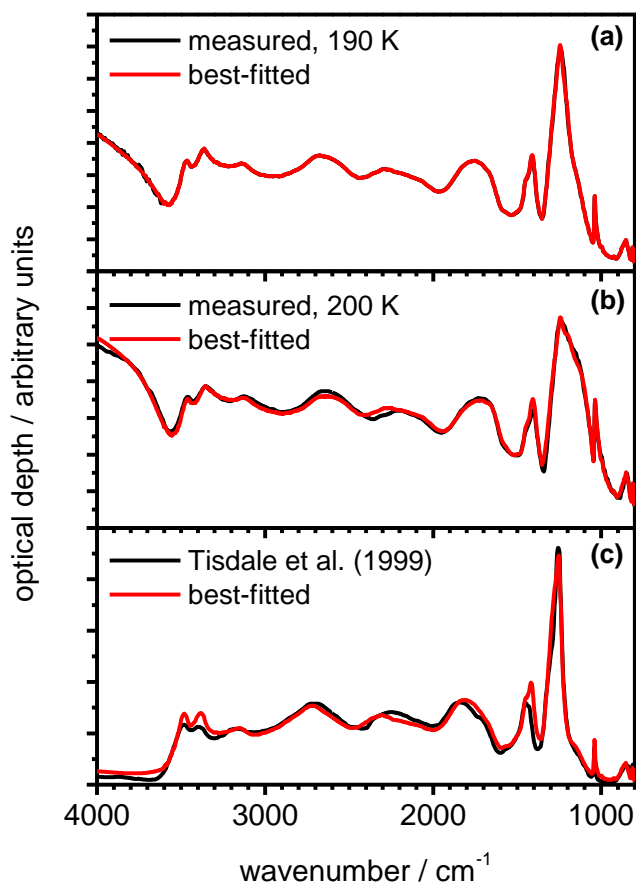 measured, 190 K (a)
best-fitted
measured, 200 K (b)
best-fitted
Tisdale et al. (1999) (c)
best-fitted
optical depth / arbitrary units
4000 3000 2000 1000
wavenumber / cm⁻¹